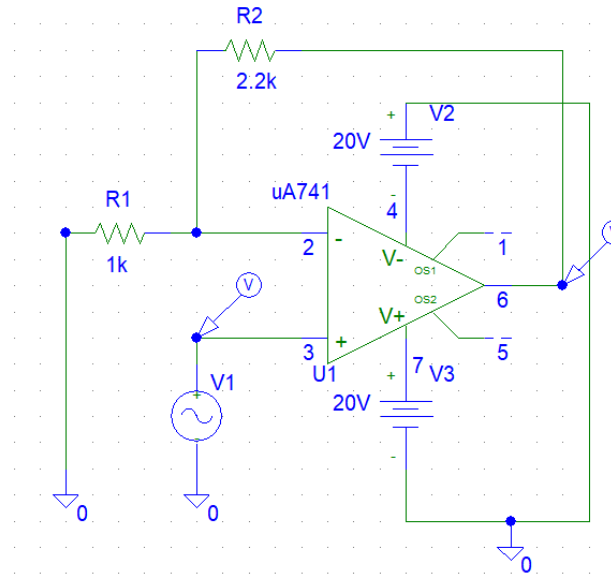 R2
2.2k
+
V2
20V
-
uA741
4
R1
1k
2
-
V-
OS1
1
V
V
6
OS2
V+
3
+
5
U1
7
V3
V1
+
-
+
20V
-
0
0
0